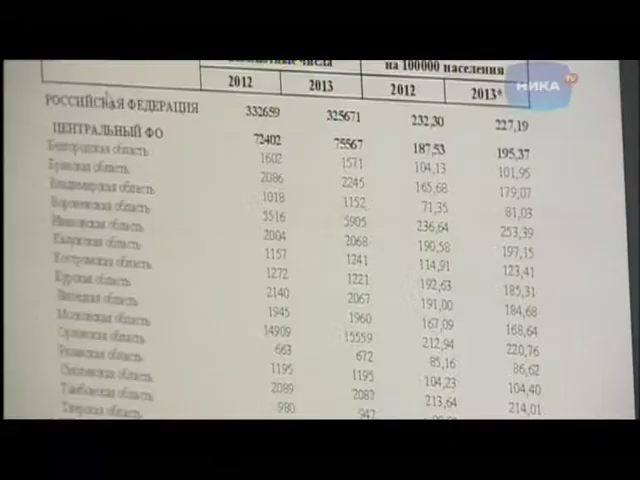 на 100000 населения
2012 2013 2012 2013*
РОССИЙСКАЯ ФЕДЕРАЦИЯ 332659 325671 232,30 227,19
ЦЕНТРАЛЬНЫЙ ФО 72402 75567 187,53 195,37
Белгородская область 1602 1571 104,13 101,95
Брянская область 2086 2245 165,68 179,07
Владимирская область 1018 1152 71,35 81,03
Воронежская область 5516 5905 236,64 253,39
Ивановская область 2004 2068 190,58 197,15
Калужская область 1157 1241 114,91 123,41
Костромская область 1272 1221 192,63 185,31
Курская область 2140 2067 191,00 184,68
Липецкая область 1945 1960 167,09 168,64
Московская область 14909 15559 212,94 220,76
Орловская область 663 672 85,16 86,62
Рязанская область 1195 1195 104,23 104,40
Смоленская область 2089 2087 213,64 214,01
Тамбовская область 980 947
Тверская область
НИКА TV